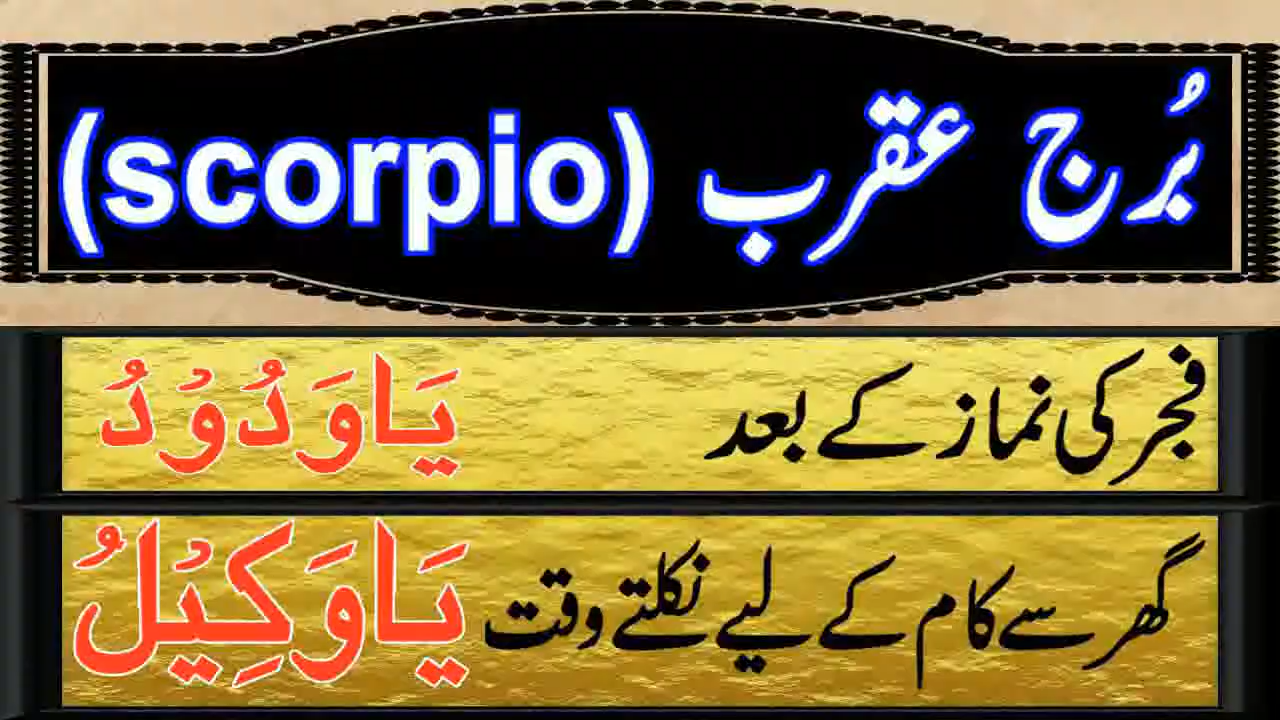 بُرج عقرب (scorpio)
فجر کی نماز کے بعد یَاوَدُوْدُ
گھر سے کام کے لیے نکلتے وقت یَاوَکِیْلُ